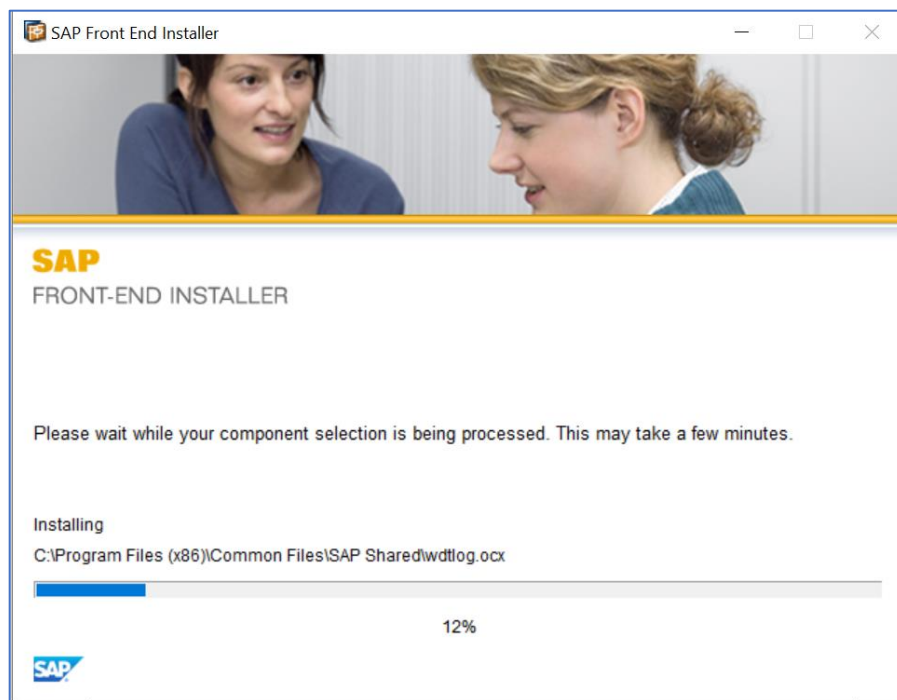 SAP Front End Installer
SAP
FRONT-END INSTALLER
Please wait while your component selection is being processed. This may take a few minutes.
Installing
C:\Program Files (x86)\Common Files\SAP Shared\wdtlog.ocx
12%
SAP